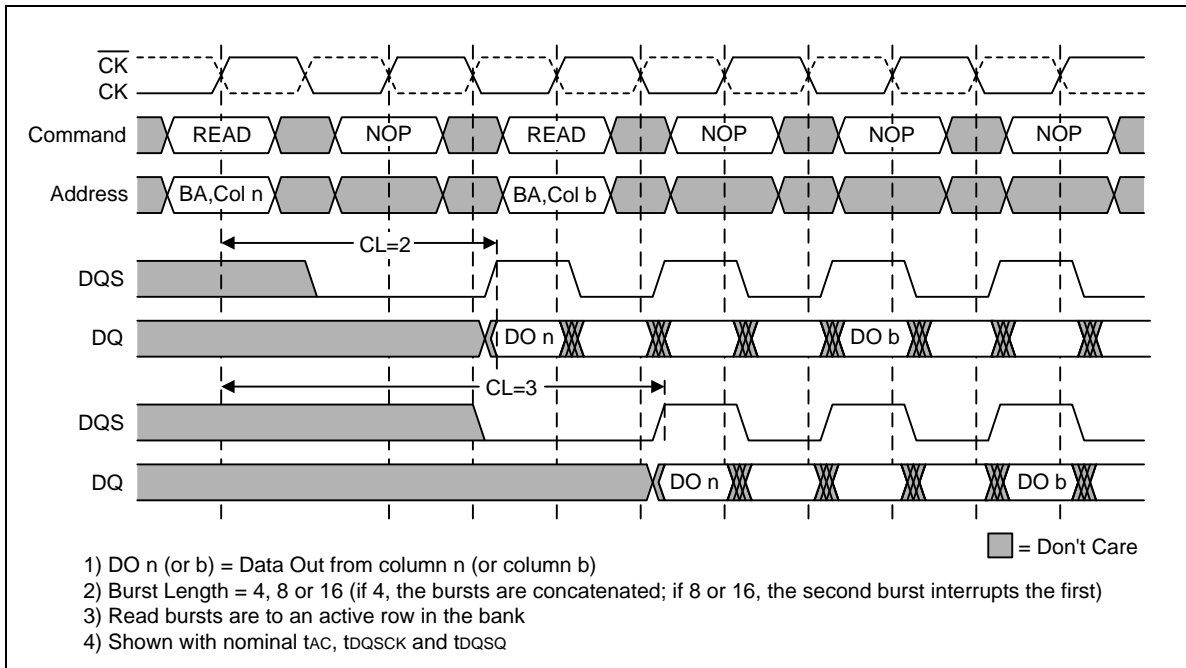 CK
CK
Command READ NOP READ NOP NOP NOP
Address BA,Col n BA,Col b
CL=2
DQS
DQ DO n DO b
CL=3
DQS
DQ DO n DO b
= Don't Care
1) DO n (or b) = Data Out from column n (or column b)
2) Burst Length = 4, 8 or 16 (if 4, the bursts are concatenated; if 8 or 16, the second burst interrupts the first)
3) Read bursts are to an active row in the bank
4) Shown with nominal tAC, tDQSCK and tDQSQ